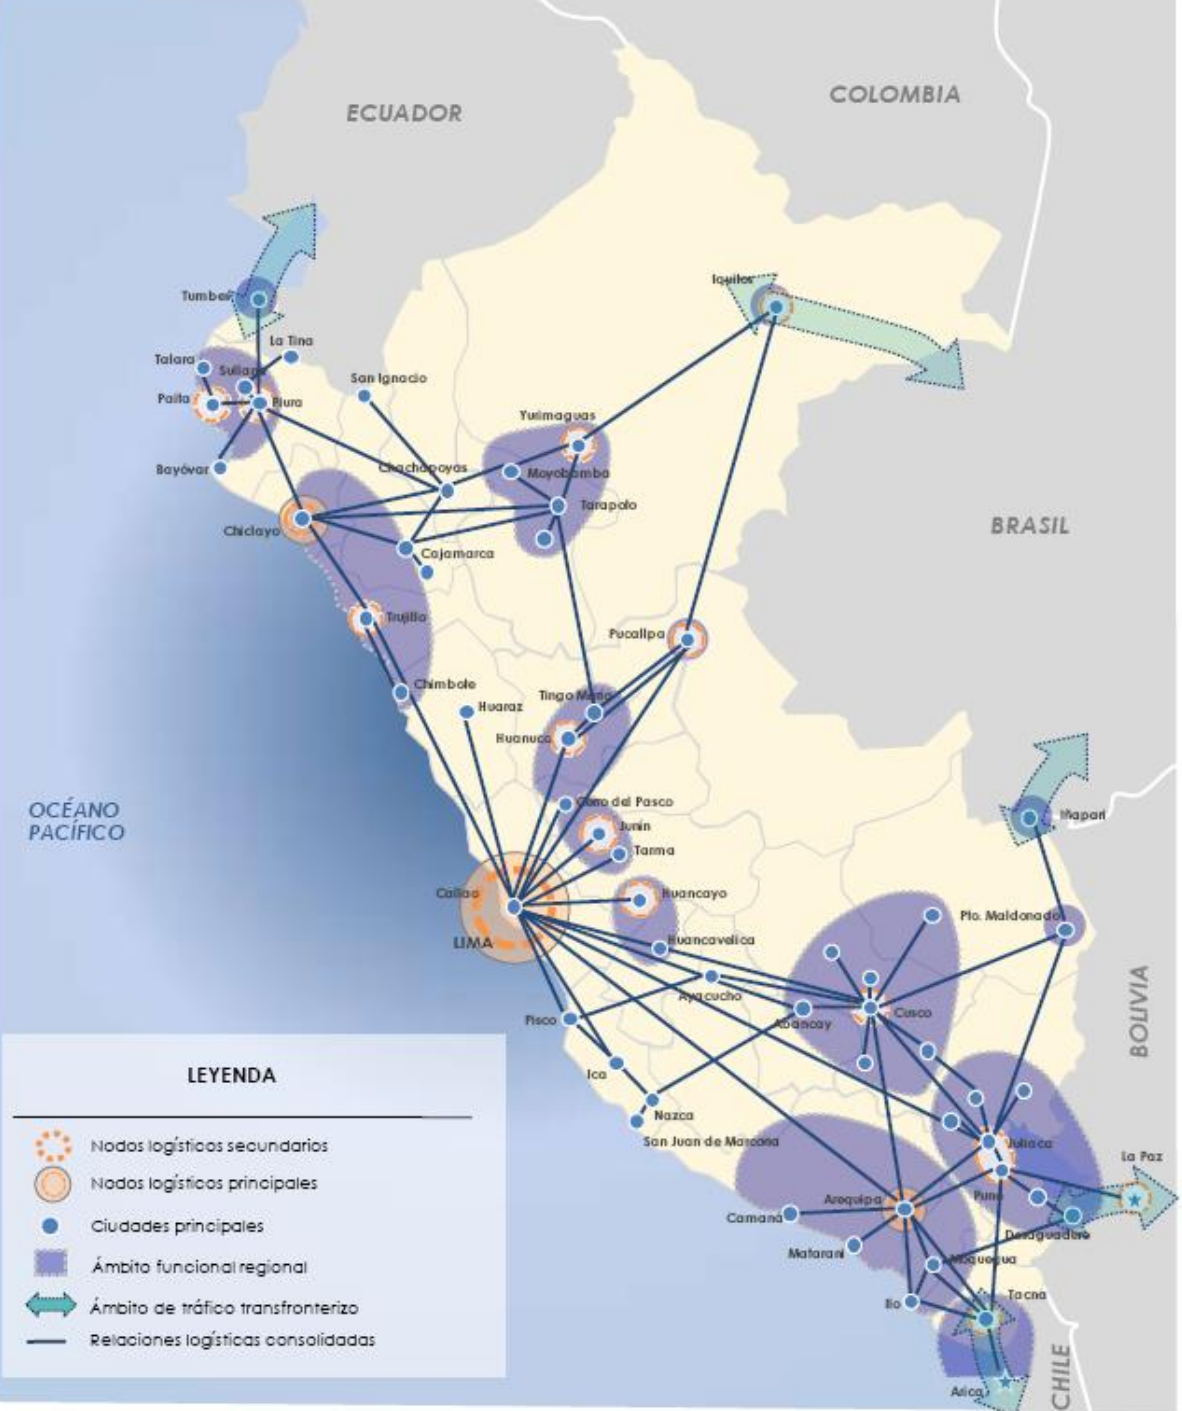 ECUADOR
COLOMBIA
Iquitos
Tumbes
La Tina
Talara
Sullana
San Ignacio
Paita
Piura
Yurimaguas
Bayóvar
Chachapoyas
Moyobamba
Tarapoto
Chiclayo
BRASIL
Cajamarca
Trujillo
Pucallpa
Chimbote
Tingo Maria
Huaraz
Huanuco
OCÉANO
PACÍFICO
Cerro del Pasco
Iñapari
Junín
Tarma
Callao
Huancayo
Pto. Maldonado
LIMA
Huancavelica
Ayacucho
BOLIVIA
Pisco
Abancay
Cusco
Ica
Nazca
San Juan de Marcona
Juliaca
La Paz
Puno
Arequipa
Camaná
Desaguadero
Matarani
Moquegua
Ilo
Tacna
CHILE
Arica
LEYENDA
Nodos logísticos secundarios
Nodos logísticos principales
Ciudades principales
Ámbito funcional regional
Ámbito de tráfico transfronterizo
Relaciones logísticas consolidadas